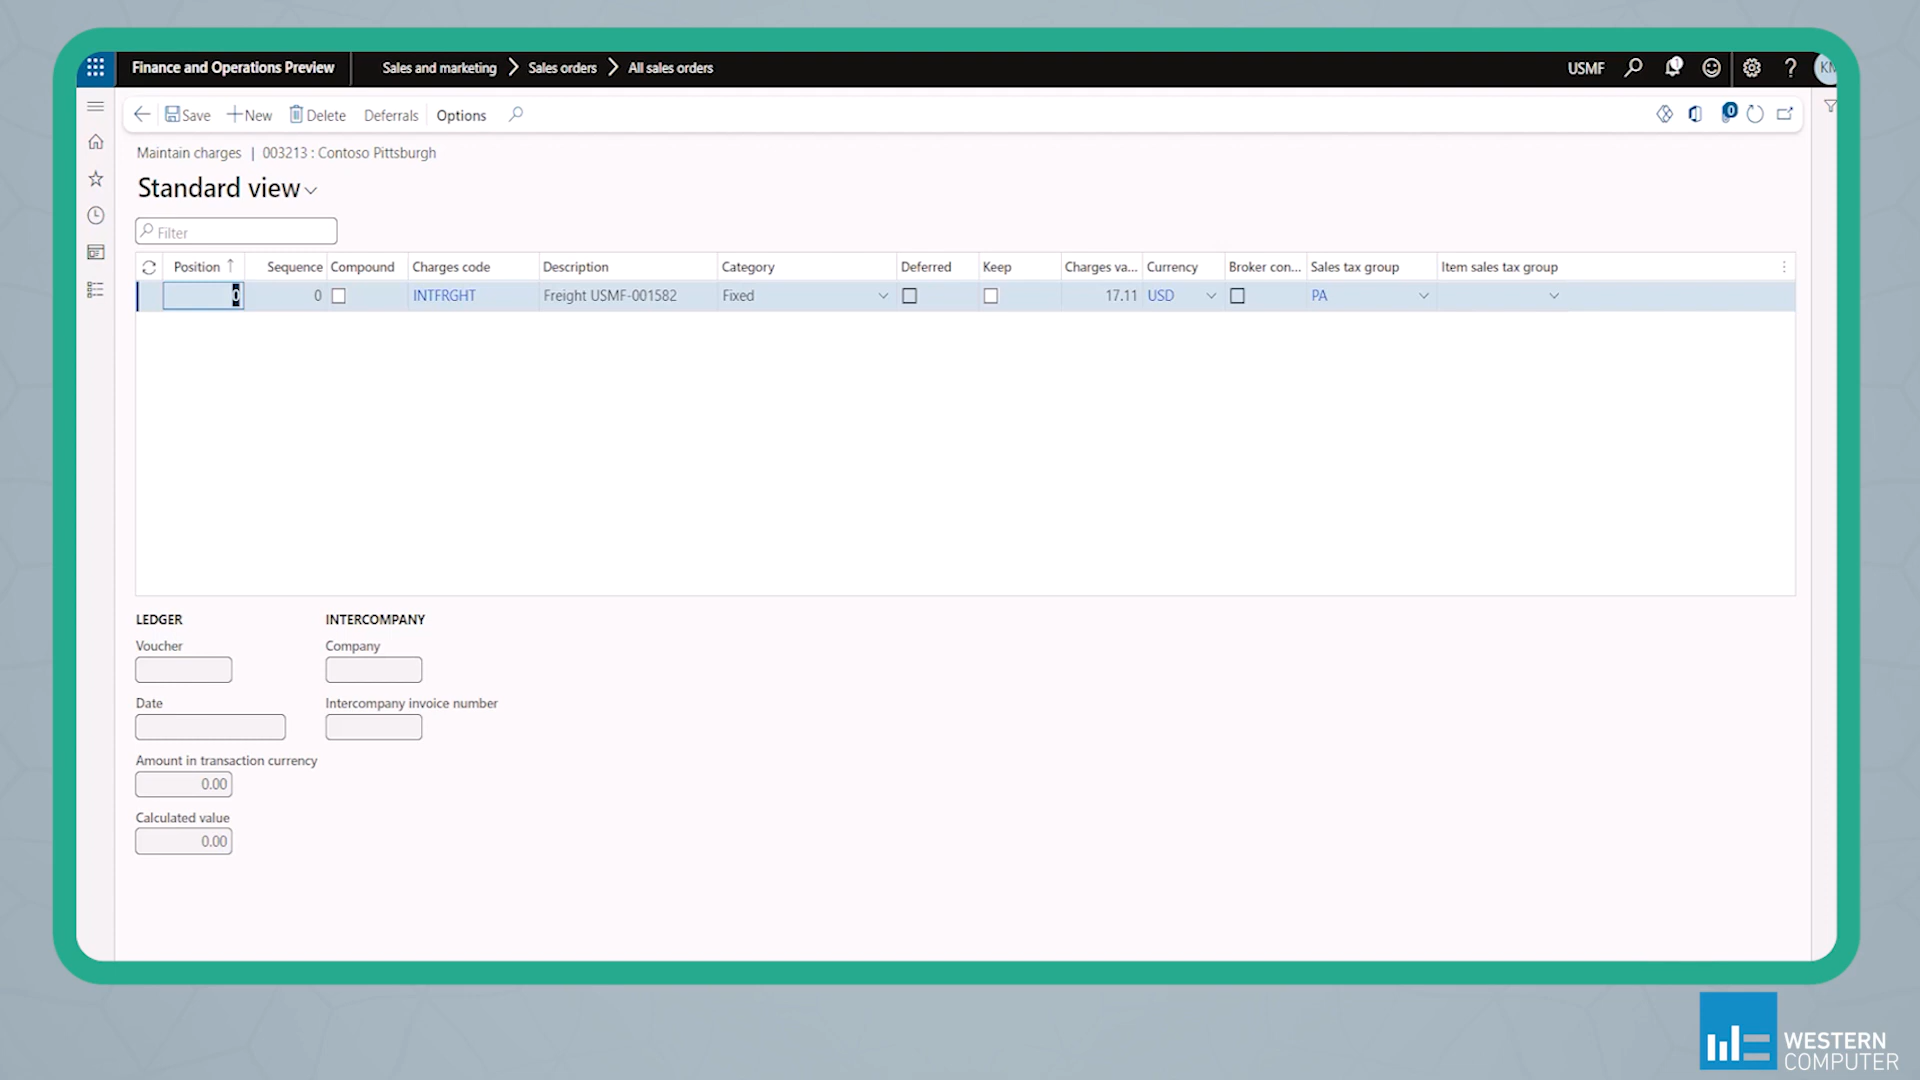 Finance and Operations Preview
Sales and marketing > Sales orders > All sales orders
USMF
1
?
KM
Save
New
Delete
Deferrals
Options
0
Maintain charges | 003213 : Contoso Pittsburgh
Standard view
Filter
Position ↑ Sequence Compound Charges code Description Category Deferred Keep Charges va... Currency Broker con... Sales tax group Item sales tax group
0 0 INTFRGHT Freight USMF-001582 Fixed 17.11 USD PA
LEDGER
INTERCOMPANY
Voucher
Company
Date
Intercompany invoice number
Amount in transaction currency
0.00
Calculated value
0.00
WESTERN
COMPUTER